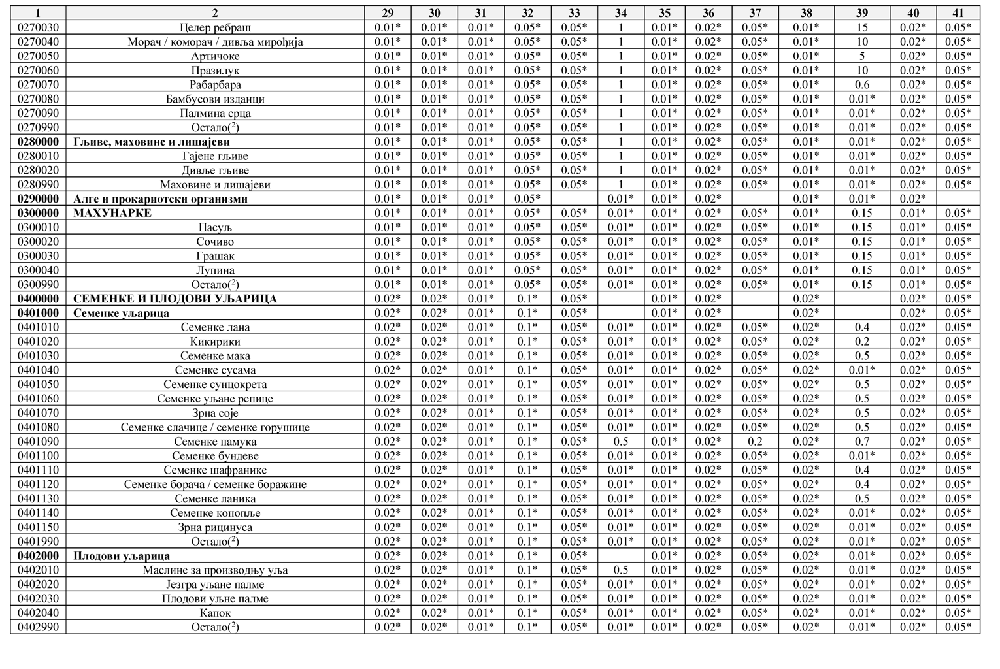 1 2 29 30 31 32 33 34 35 36 37 38 39 40 41
0270030 Целер ребраш 0.01* 0.01* 0.01* 0.05* 0.05* 1 0.01* 0.02* 0.05* 0.01* 15 0.02* 0.05*
0270040 Морач / коморач / дивља мирођија 0.01* 0.01* 0.01* 0.05* 0.05* 1 0.01* 0.02* 0.05* 0.01* 10 0.02* 0.05*
0270050 Артичоке 0.01* 0.01* 0.01* 0.05* 0.05* 1 0.01* 0.02* 0.05* 0.01* 5 0.02* 0.05*
0270060 Празилук 0.01* 0.01* 0.01* 0.05* 0.05* 1 0.01* 0.02* 0.05* 0.01* 10 0.02* 0.05*
0270070 Рабарбара 0.01* 0.01* 0.01* 0.05* 0.05* 1 0.01* 0.02* 0.05* 0.01* 0.6 0.02* 0.05*
0270080 Бамбусови изданци 0.01* 0.01* 0.01* 0.05* 0.05* 1 0.01* 0.02* 0.05* 0.01* 0.01* 0.02* 0.05*
0270090 Палмина срца 0.01* 0.01* 0.01* 0.05* 0.05* 1 0.01* 0.02* 0.05* 0.01* 0.01* 0.02* 0.05*
0270990 Остало(²) 0.01* 0.01* 0.01* 0.05* 0.05* 1 0.01* 0.02* 0.05* 0.01* 0.01* 0.02* 0.05*
0280000 Гљиве, маховине и лишајеви 0.01* 0.01* 0.01* 0.05* 0.05* 1 0.01* 0.02* 0.05* 0.01* 0.01* 0.02* 0.05*
0280010 Гајене гљиве 0.01* 0.01* 0.01* 0.05* 0.05* 1 0.01* 0.02* 0.05* 0.01* 0.01* 0.02* 0.05*
0280020 Дивље гљиве 0.01* 0.01* 0.01* 0.05* 0.05* 1 0.01* 0.02* 0.05* 0.01* 0.01* 0.02* 0.05*
0280990 Маховине и лишајеви 0.01* 0.01* 0.01* 0.05* 0.05* 1 0.01* 0.02* 0.05* 0.01* 0.01* 0.02* 0.05*
0290000 Алге и прокариотски организми 0.01* 0.01* 0.01* 0.05* 0.01* 0.01* 0.02* 0.01* 0.01* 0.02*
0300000 МАХУНАРКЕ 0.01* 0.01* 0.01* 0.05* 0.05* 0.01* 0.01* 0.02* 0.05* 0.01* 0.15 0.01* 0.05*
0300010 Пасуљ 0.01* 0.01* 0.01* 0.05* 0.05* 0.01* 0.01* 0.02* 0.05* 0.01* 0.15 0.01* 0.05*
0300020 Сочиво 0.01* 0.01* 0.01* 0.05* 0.05* 0.01* 0.01* 0.02* 0.05* 0.01* 0.15 0.01* 0.05*
0300030 Грашак 0.01* 0.01* 0.01* 0.05* 0.05* 0.01* 0.01* 0.02* 0.05* 0.01* 0.15 0.01* 0.05*
0300040 Лупина 0.01* 0.01* 0.01* 0.05* 0.05* 0.01* 0.01* 0.02* 0.05* 0.01* 0.15 0.01* 0.05*
0300990 Остало(²) 0.01* 0.01* 0.01* 0.05* 0.05* 0.01* 0.01* 0.02* 0.05* 0.01* 0.15 0.01* 0.05*
0400000 СЕМЕНКЕ И ПЛОДОВИ УЉАРИЦА 0.02* 0.02* 0.01* 0.1* 0.05* 0.01* 0.02* 0.02* 0.02* 0.05*
0401000 Семенке уљарица 0.02* 0.02* 0.01* 0.1* 0.05* 0.01* 0.02* 0.02* 0.02* 0.05*
0401010 Семенке лана 0.02* 0.02* 0.01* 0.1* 0.05* 0.01* 0.01* 0.02* 0.05* 0.02* 0.4 0.02* 0.05*
0401020 Кикирики 0.02* 0.02* 0.01* 0.1* 0.05* 0.01* 0.01* 0.02* 0.05* 0.02* 0.2 0.02* 0.05*
0401030 Семенке мака 0.02* 0.02* 0.01* 0.1* 0.05* 0.01* 0.01* 0.02* 0.05* 0.02* 0.5 0.02* 0.05*
0401040 Семенке сусама 0.02* 0.02* 0.01* 0.1* 0.05* 0.01* 0.01* 0.02* 0.05* 0.02* 0.01* 0.02* 0.05*
0401050 Семенке сунцокрета 0.02* 0.02* 0.01* 0.1* 0.05* 0.01* 0.01* 0.02* 0.05* 0.02* 0.5 0.02* 0.05*
0401060 Семенке уљане репице 0.02* 0.02* 0.01* 0.1* 0.05* 0.01* 0.01* 0.02* 0.05* 0.02* 0.5 0.02* 0.05*
0401070 Зрна соје 0.02* 0.02* 0.01* 0.1* 0.05* 0.01* 0.01* 0.02* 0.05* 0.02* 0.5 0.02* 0.05*
0401080 Семенке слачице / семенке горушице 0.02* 0.02* 0.01* 0.1* 0.05* 0.01* 0.01* 0.02* 0.05* 0.02* 0.5 0.02* 0.05*
0401090 Семенке памука 0.02* 0.02* 0.01* 0.1* 0.05* 0.5 0.01* 0.02* 0.2 0.02* 0.7 0.02* 0.05*
0401100 Семенке бундеве 0.02* 0.02* 0.01* 0.1* 0.05* 0.01* 0.01* 0.02* 0.05* 0.02* 0.01* 0.02* 0.05*
0401110 Семенке шафранике 0.02* 0.02* 0.01* 0.1* 0.05* 0.01* 0.01* 0.02* 0.05* 0.02* 0.4 0.02* 0.05*
0401120 Семенке борача / семенке боражине 0.02* 0.02* 0.01* 0.1* 0.05* 0.01* 0.01* 0.02* 0.05* 0.02* 0.4 0.02* 0.05*
0401130 Семенке ланика 0.02* 0.02* 0.01* 0.1* 0.05* 0.01* 0.01* 0.02* 0.05* 0.02* 0.5 0.02* 0.05*
0401140 Семенке конопље 0.02* 0.02* 0.01* 0.1* 0.05* 0.01* 0.01* 0.02* 0.05* 0.02* 0.01* 0.02* 0.05*
0401150 Зрна рицинуса 0.02* 0.02* 0.01* 0.1* 0.05* 0.01* 0.01* 0.02* 0.05* 0.02* 0.01* 0.02* 0.05*
0401990 Остало(²) 0.02* 0.02* 0.01* 0.1* 0.05* 0.01* 0.01* 0.02* 0.05* 0.02* 0.01* 0.02* 0.05*
0402000 Плодови уљарица 0.02* 0.02* 0.01* 0.1* 0.05* 0.01* 0.02* 0.05* 0.02* 0.01* 0.02* 0.05*
0402010 Маслине за производњу уља 0.02* 0.02* 0.01* 0.1* 0.05* 0.5 0.01* 0.02* 0.05* 0.02* 0.01* 0.02* 0.05*
0402020 Језгра уљане палме 0.02* 0.02* 0.01* 0.1* 0.05* 0.01* 0.01* 0.02* 0.05* 0.02* 0.01* 0.02* 0.05*
0402030 Плодови уљне палме 0.02* 0.02* 0.01* 0.1* 0.05* 0.01* 0.01* 0.02* 0.05* 0.02* 0.01* 0.02* 0.05*
0402040 Капок 0.02* 0.02* 0.01* 0.1* 0.05* 0.01* 0.01* 0.02* 0.05* 0.02* 0.01* 0.02* 0.05*
0402990 Остало(²) 0.02* 0.02* 0.01* 0.1* 0.05* 0.01* 0.01* 0.02* 0.05* 0.02* 0.01* 0.02* 0.05*